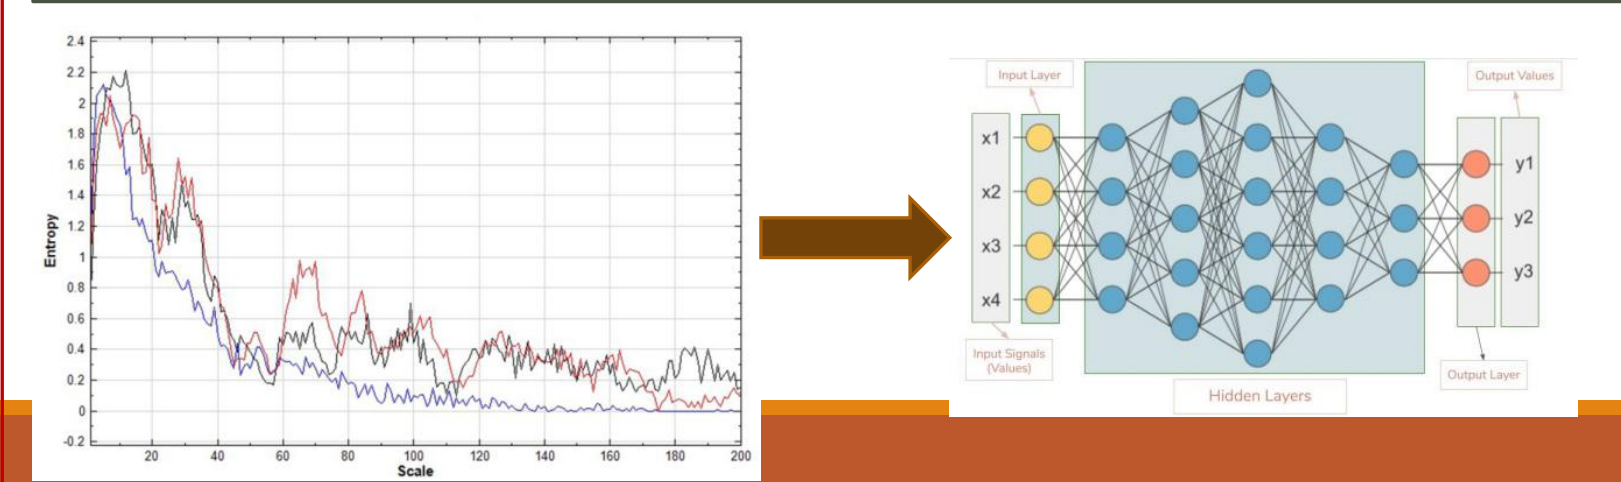 2.4
2.2
2
1.8
1.6
1.4
1.2
1
0.8
0.6
0.4
0.2
0
-0.2
Entropy
20 40 60 80 100 120 140 160 180 200
Scale
Input Layer
Output Values
x1
x2
x3
x4
y1
y2
y3
Input Signals
(Values)
Output Layer
Hidden Layers